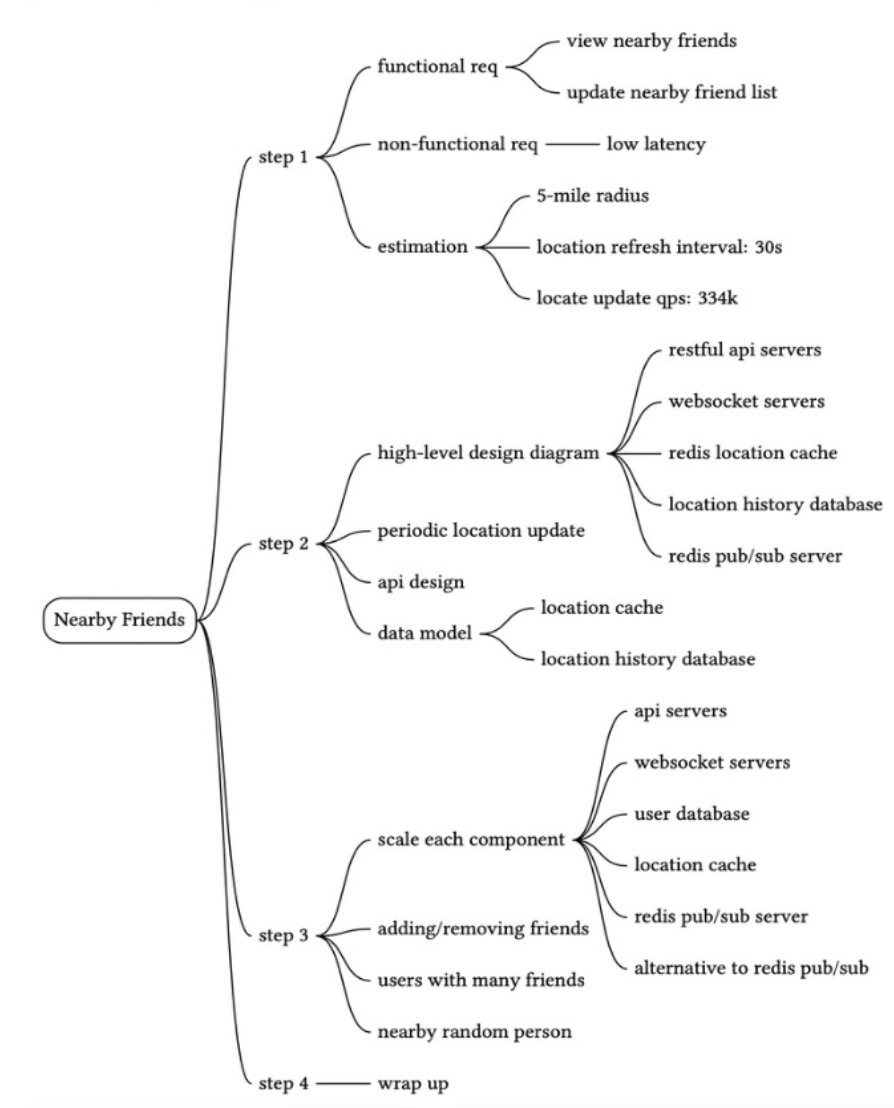 view nearby friends
functional req
update nearby friend list
non-functional req
low latency
step 1
5-mile radius
estimation
location refresh interval: 30s
locate update qps: 334k
restful api servers
websocket servers
high-level design diagram
redis location cache
location history database
periodic location update
step 2
redis pub/sub server
api design
location cache
Nearby Friends
data model
location history database
api servers
websocket servers
user database
scale each component
location cache
redis pub/sub server
adding/removing friends
step 3
alternative to redis pub/sub
users with many friends
nearby random person
step 4
wrap up